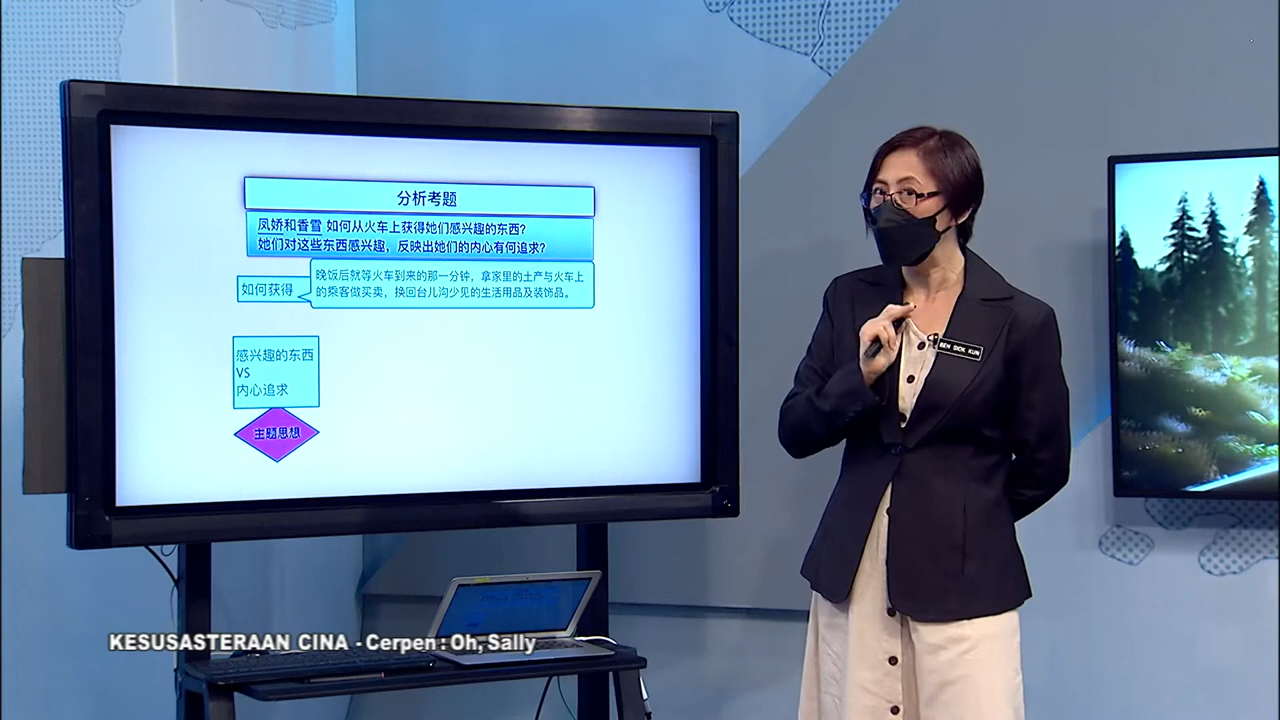 分析考题
凤娇和香雪 如何从火车上获得她们感兴趣的东西?
她们对这些东西感兴趣，反映出她们的内心有何追求?
如何获得
晚饭后就等火车到来的那一分钟，拿家里的土产与火车上
的乘客做买卖，换回台儿沟少见的生活用品及装饰品。
感兴趣的东西
VS
内心追求
主题思想
BEH SIOK KUN
KESUSASTERAAN CINA - Cerpen : Oh, Sally